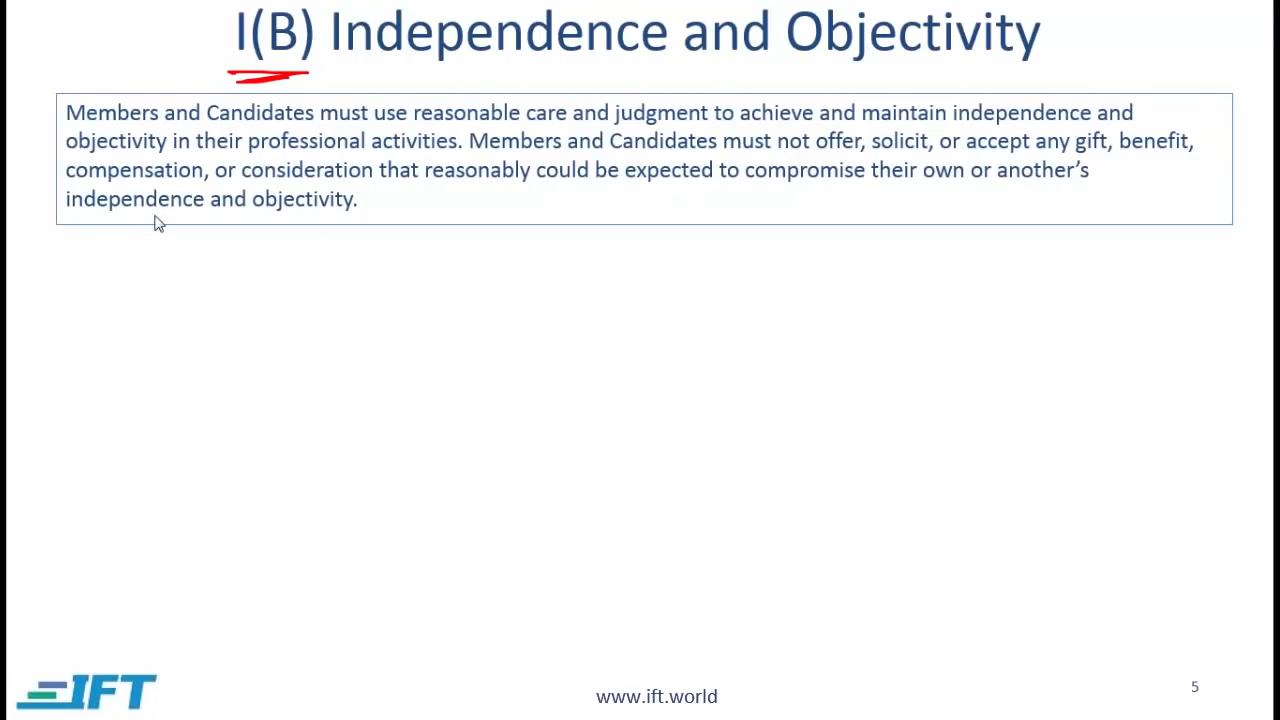 I(B) Independence and Objectivity
Members and Candidates must use reasonable care and judgment to achieve and maintain independence and
objectivity in their professional activities. Members and Candidates must not offer, solicit, or accept any gift, benefit,
compensation, or consideration that reasonably could be expected to compromise their own or another’s
independence and objectivity.
IFT
www.ift.world
5